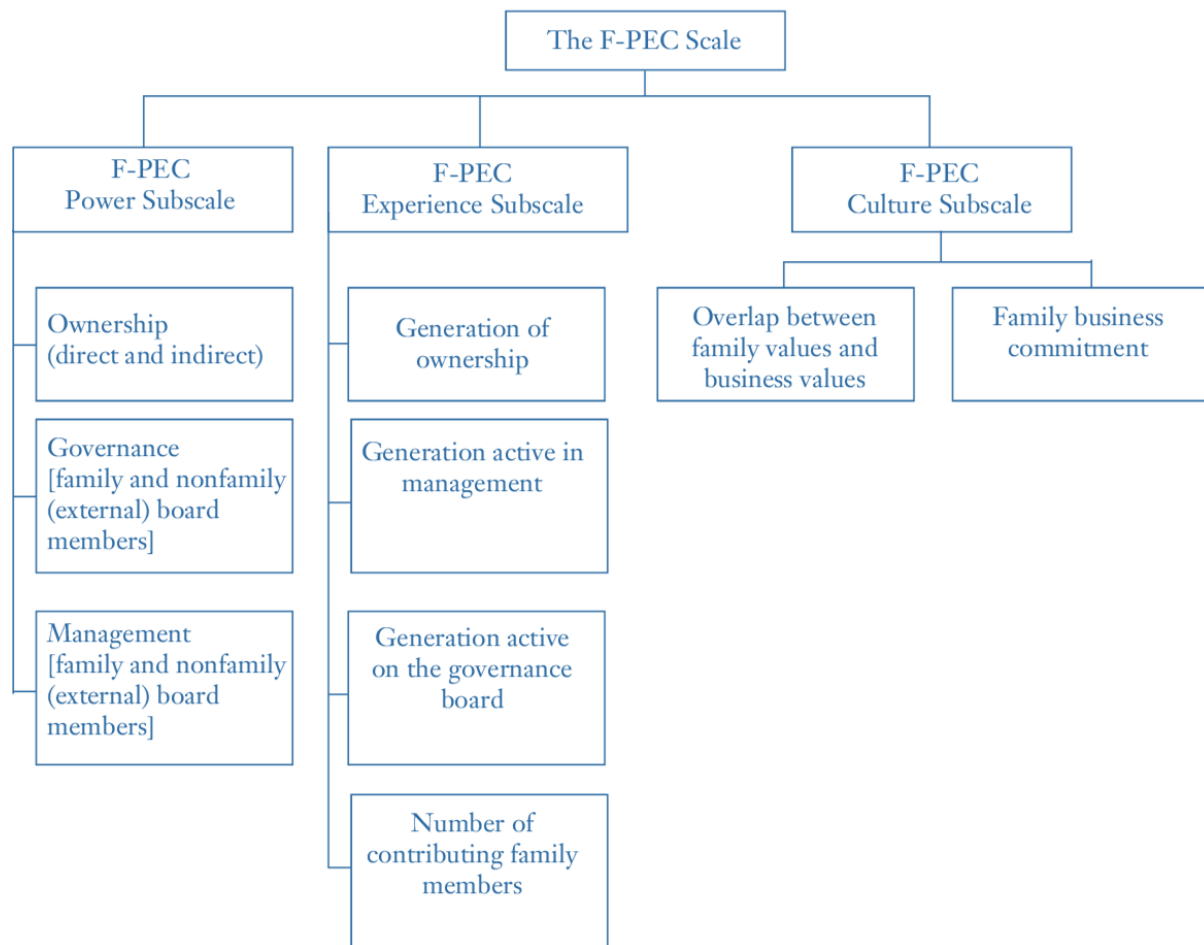 The F-PEC Scale
F-PEC
Power Subscale
F-PEC
Experience Subscale
F-PEC
Culture Subscale
Ownership
(direct and indirect)
Governance
[family and nonfamily
(external) board
members]
Management
[family and nonfamily
(external) board
members]
Generation of
ownership
Generation active in
management
Generation active
on the governance
board
Number of
contributing family
members
Overlap between
family values and
business values
Family business
commitment